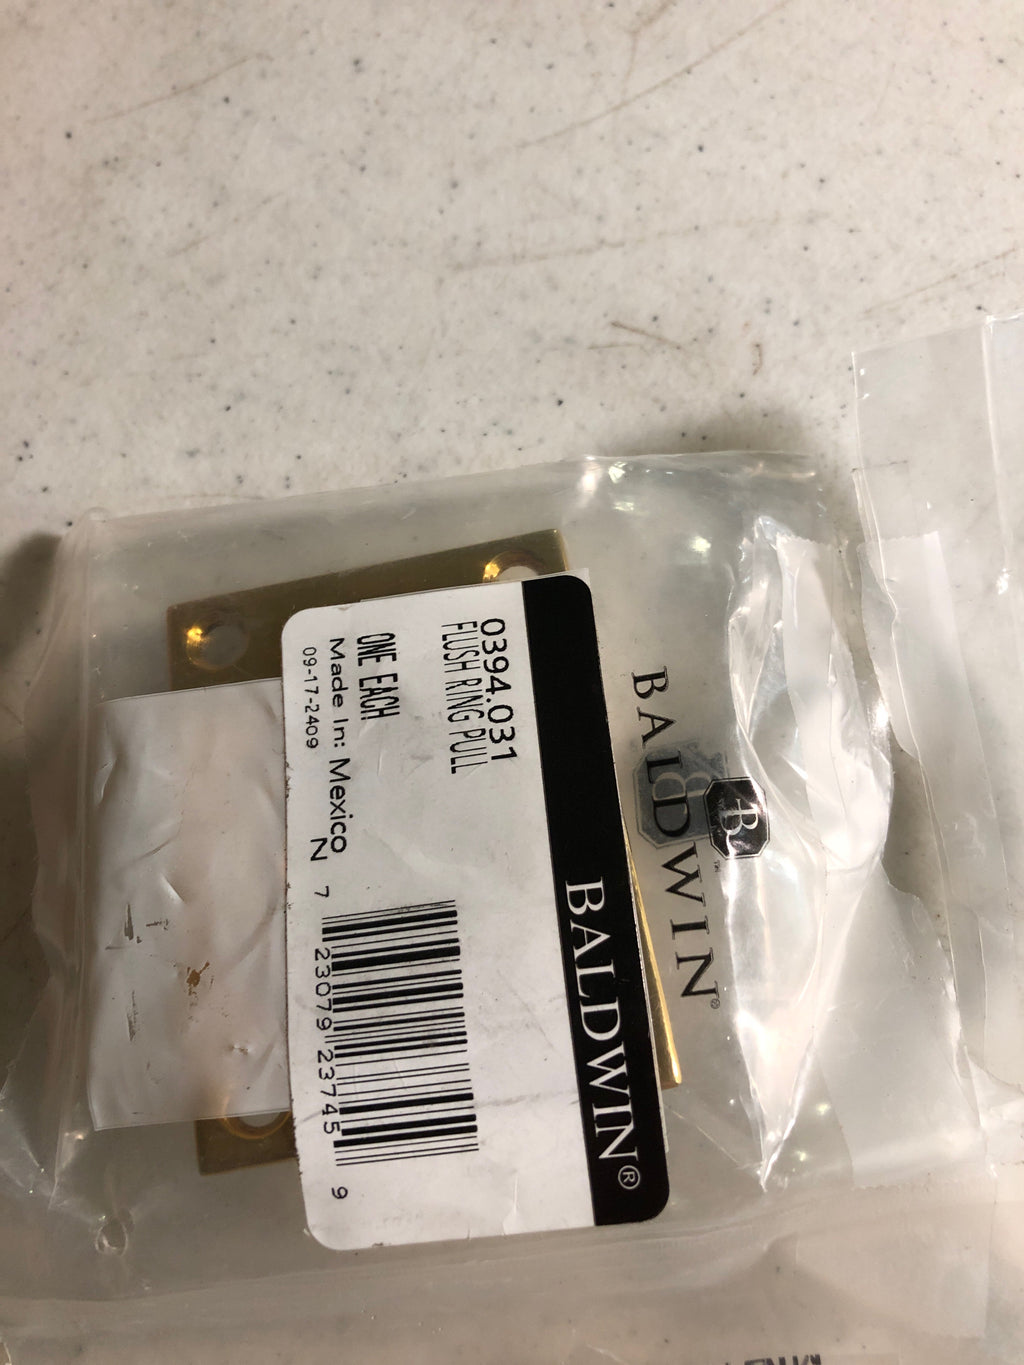 BALDWIN®
0394.031
FLUSH RING PULL
ONE EACH
Made In: Mexico
09-17-2409
N
7 23079 23745 9
BALDWIN®
B
™